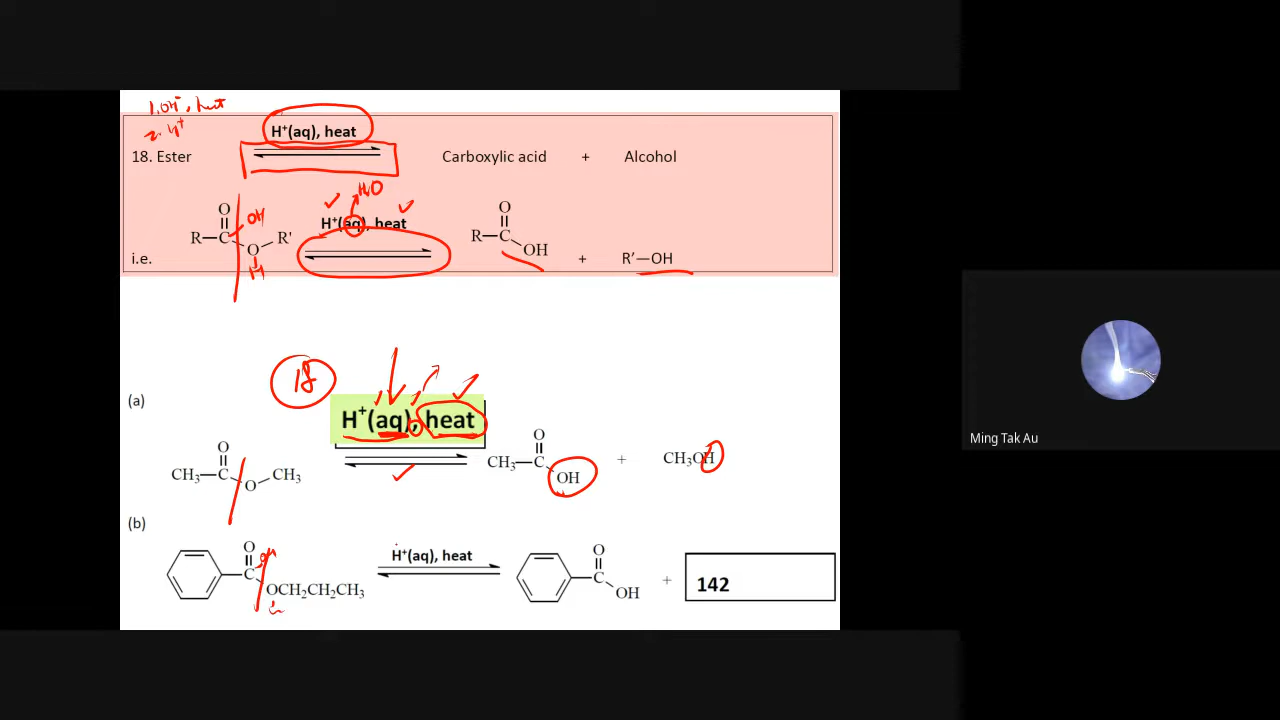 1. OH⁻, heat
2. H⁺
H⁺(aq), heat
18. Ester Carboxylic acid + Alcohol
H₂O
O OH H⁺(aq), heat O
R—C O—R' R—C OH
H
i.e. + R'—OH
18
(a) H⁺(aq), heat
O O
CH₃—C O—CH₃ CH₃—C OH + CH₃OH
(b)
O OH H⁺(aq), heat O
C OCH₂CH₂CH₃ C OH + 142
H
Ming Tak Au